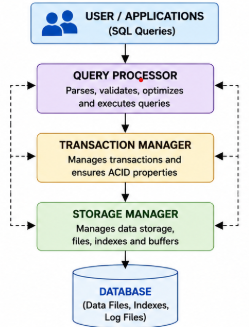 USER / APPLICATIONS
(SQL Queries)
QUERY PROCESSOR
Parses, validates, optimizes
and executes queries
TRANSACTION MANAGER
Manages transactions and
ensures ACID properties
STORAGE MANAGER
Manages data storage,
files, indexes and buffers
DATABASE
(Data Files, Indexes,
Log Files)